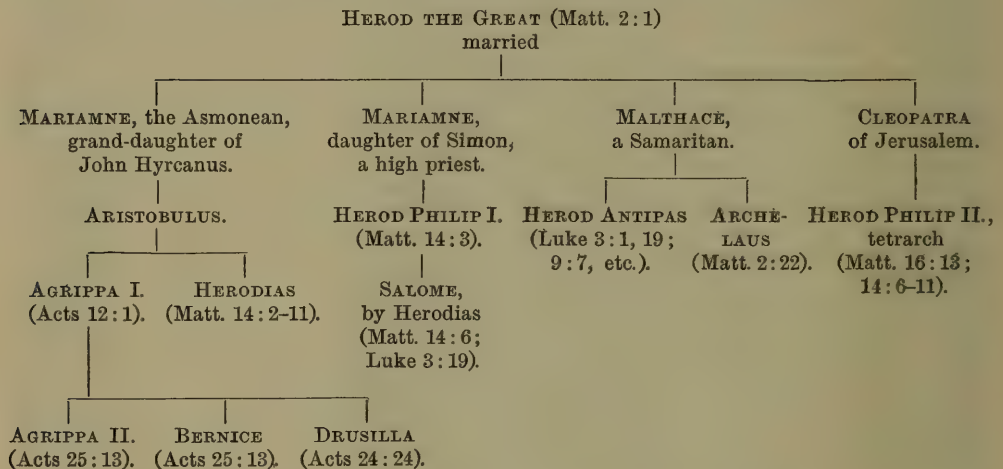 HEROD THE GREAT (Matt. 2:1)
married
MARIAMNE, the Asmonean,
grand-daughter of
John Hyrcanus.
MARIAMNE,
daughter of Simon,
a high priest.
MALTHACÈ,
a Samaritan.
CLEOPATRA
of Jerusalem.
ARISTOBULUS.
HEROD PHILIP I.
(Matt. 14:3).
HEROD ANTIPAS
(Luke 3:1, 19;
9:7, etc.).
ARCHE-
LAUS
(Matt. 2:22).
HEROD PHILIP II.,
tetrarch
(Matt. 16:13;
14:6–11).
AGRIPPA I.
(Acts 12:1).
HERODIAS
(Matt. 14:2–11).
SALOME,
by Herodias
(Matt. 14:6;
Luke 3:19).
AGRIPPA II.
(Acts 25:13).
BERNICE
(Acts 25:13).
DRUSILLA
(Acts 24:24).